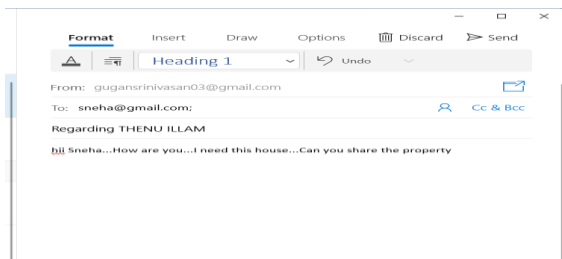 Format Insert Draw Options Discard Send
A Heading 1 Undo
From: gugansrinivasan03@gmail.com
To: sneha@gmail.com; Cc & Bcc
Regarding THENU ILLAM
hii Sneha...How are you...I need this house...Can you share the property